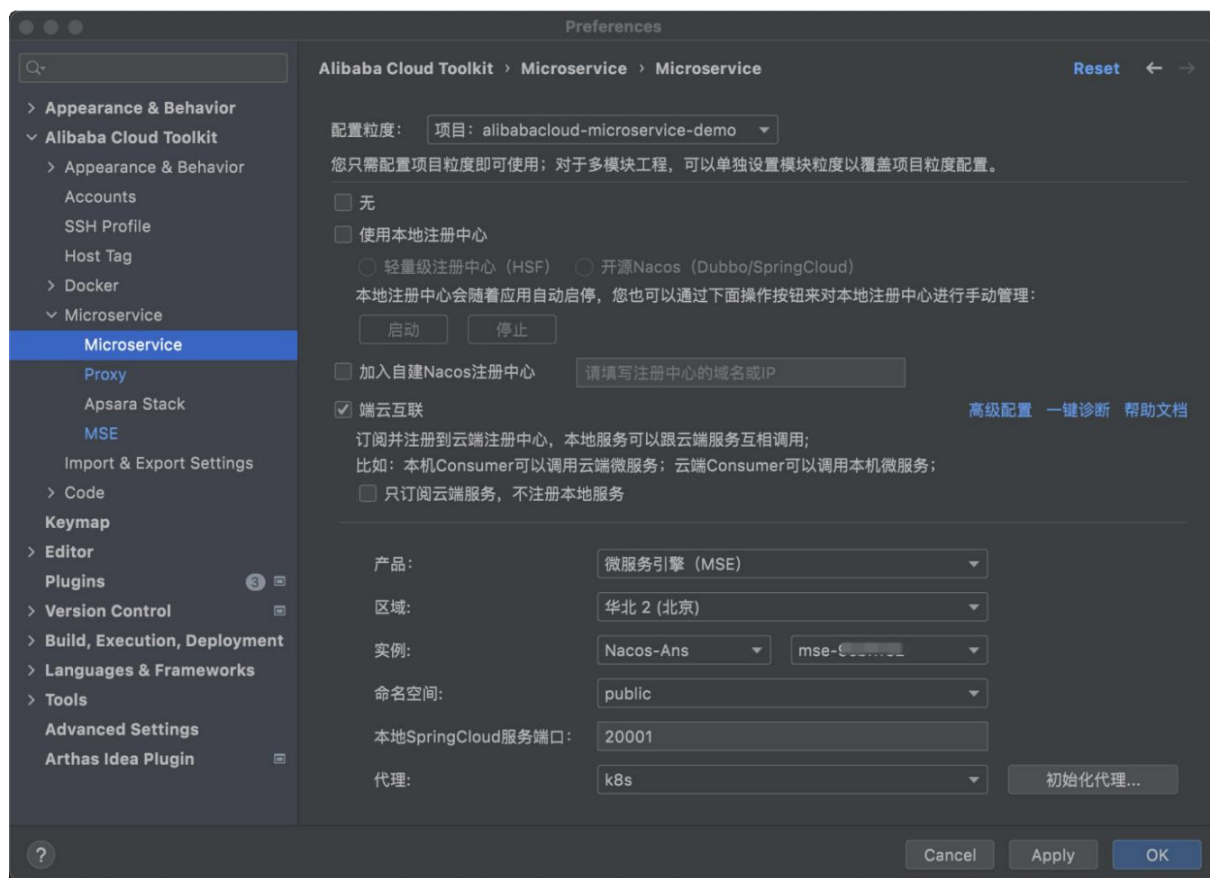 Preferences
Appearance & Behavior
Alibaba Cloud Toolkit
Appearance & Behavior
Accounts
SSH Profile
Host Tag
Docker
Microservice
Microservice
Proxy
Apsara Stack
MSE
Import & Export Settings
Code
Keymap
Editor
Plugins 3
Version Control
Build, Execution, Deployment
Languages & Frameworks
Tools
Advanced Settings
Arthas Idea Plugin
Alibaba Cloud Toolkit › Microservice › Microservice Reset
配置粒度： 项目：alibabacloud-microservice-demo
您只需配置项目粒度即可使用；对于多模块工程，可以单独设置模块粒度以覆盖项目粒度配置。
无
使用本地注册中心
轻量级注册中心（HSF） 开源Nacos（Dubbo/SpringCloud）
本地注册中心会随着应用自动启停，您也可以通过下面操作按钮来对本地注册中心进行手动管理：
启动 停止
加入自建Nacos注册中心 请填写注册中心的域名或IP
端云互联 高级配置 一键诊断 帮助文档
订阅并注册到云端注册中心，本地服务可以跟云端服务互相调用；
比如：本机Consumer可以调用云端微服务；云端Consumer可以调用本机微服务；
只订阅云端服务，不注册本地服务
产品： 微服务引擎（MSE）
区域： 华北 2 (北京)
实例： Nacos-Ans
命名空间: public
本地SpringCloud服务端口： 20001
代理： k8s 初始化代理...
? Cancel Apply OK